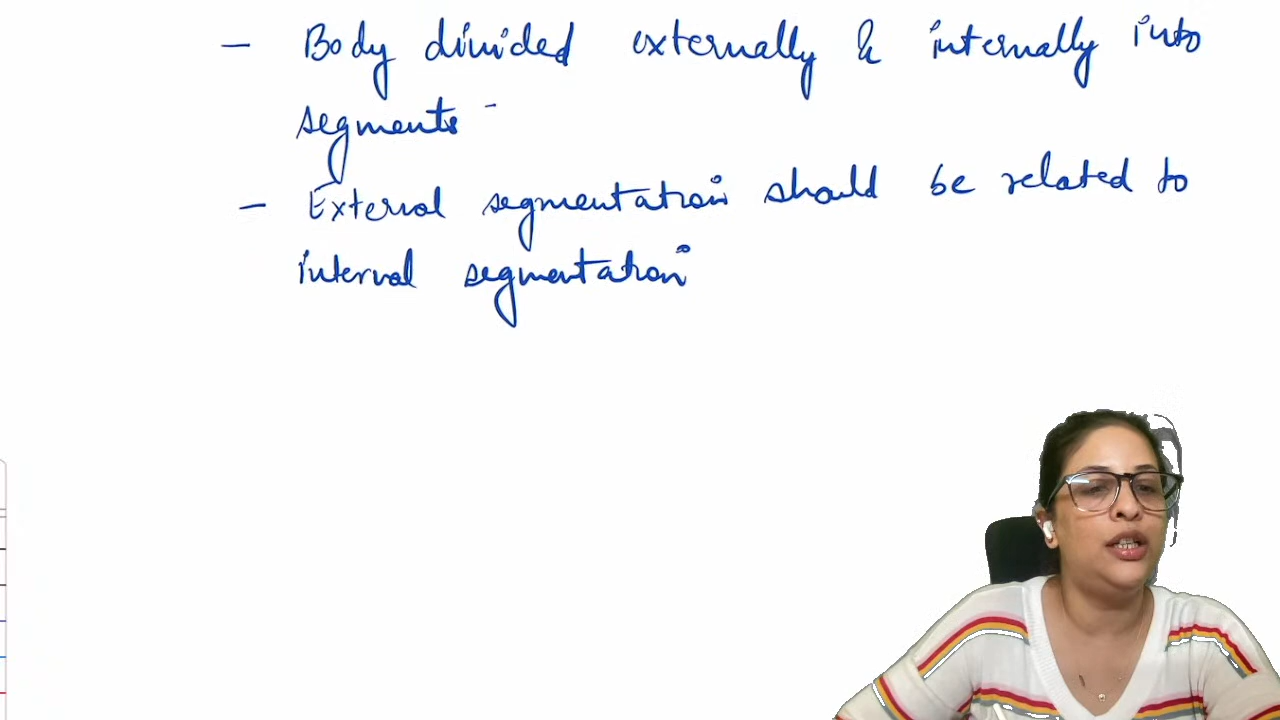 - Body divided externally & internally into
segments -
- External segmentation should be related to
internal segmentation